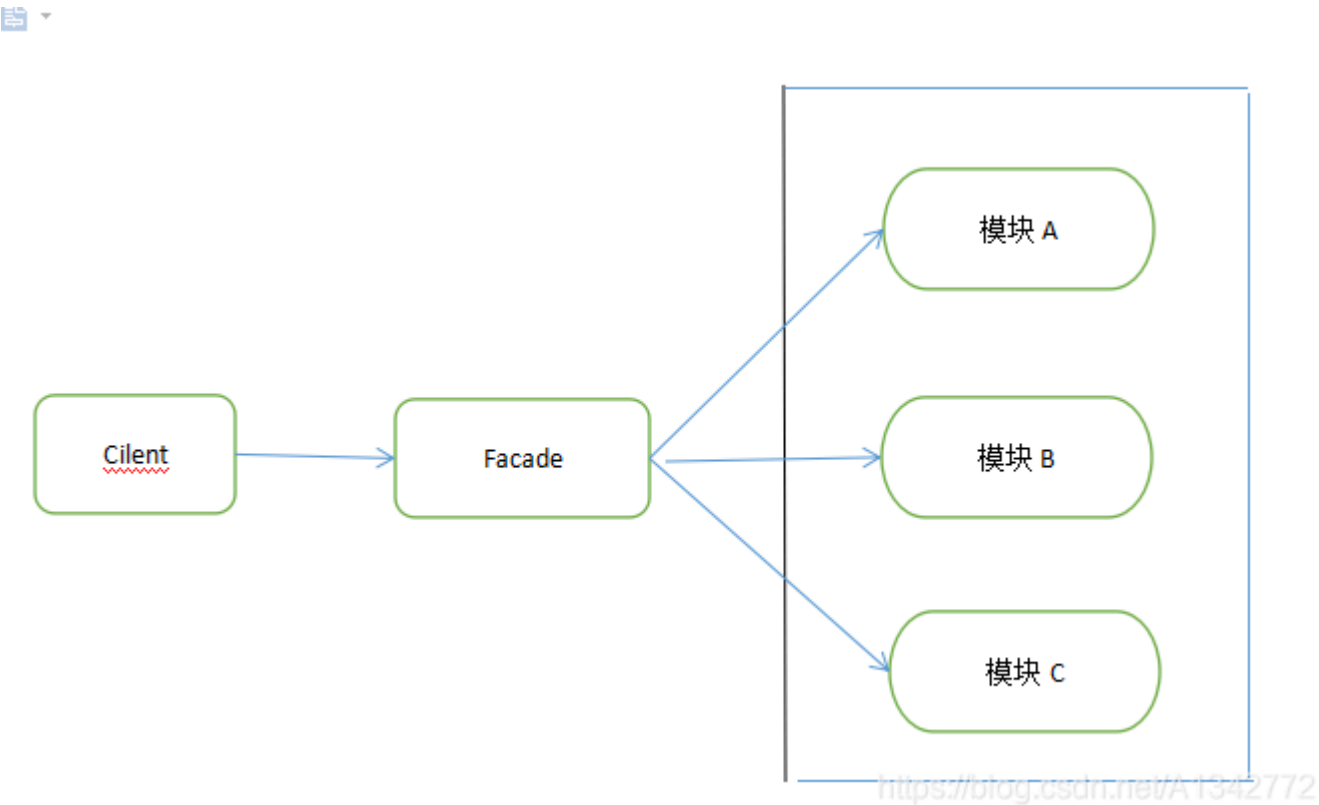 模块 A
Cilent
Facade
模块 B
模块 C
https://blog.csdn.net/A1342772